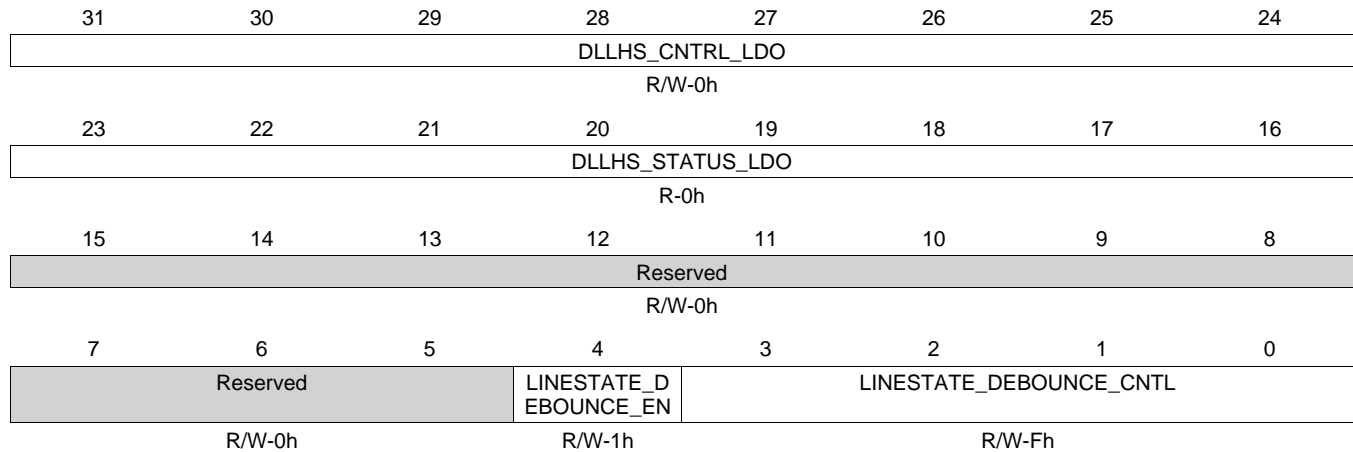 31 30 29 28 27 26 25 24
DLLHS_CNTRL_LDO
R/W-0h
23 22 21 20 19 18 17 16
DLLHS_STATUS_LDO
R-0h
15 14 13 12 11 10 9 8
Reserved
R/W-0h
7 6 5 4 3 2 1 0
Reserved LINESTATE_D LINESTATE_DEBOUNCE_CNTL
EBOUNCE_EN
R/W-0h R/W-1h R/W-Fh